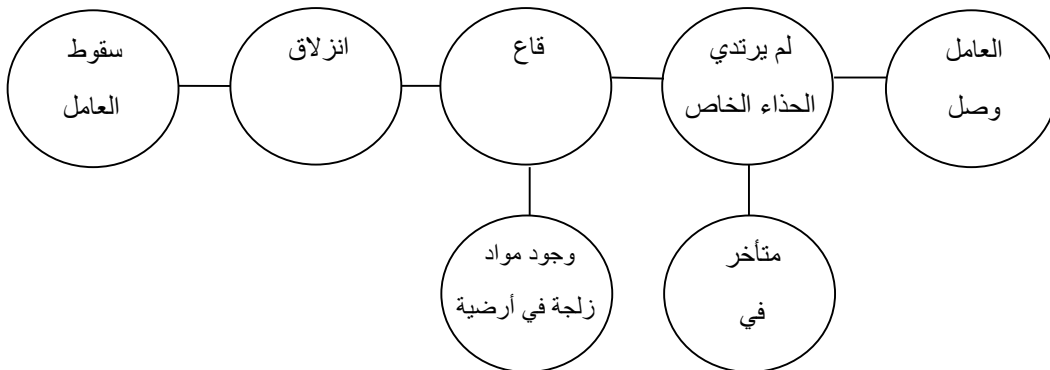 العامل
وصل
لم يرتدي
الحذاء الخاص
قاع
انزلاق
سقوط
العامل
متأخر
في
وجود مواد
زلجة في أرضية